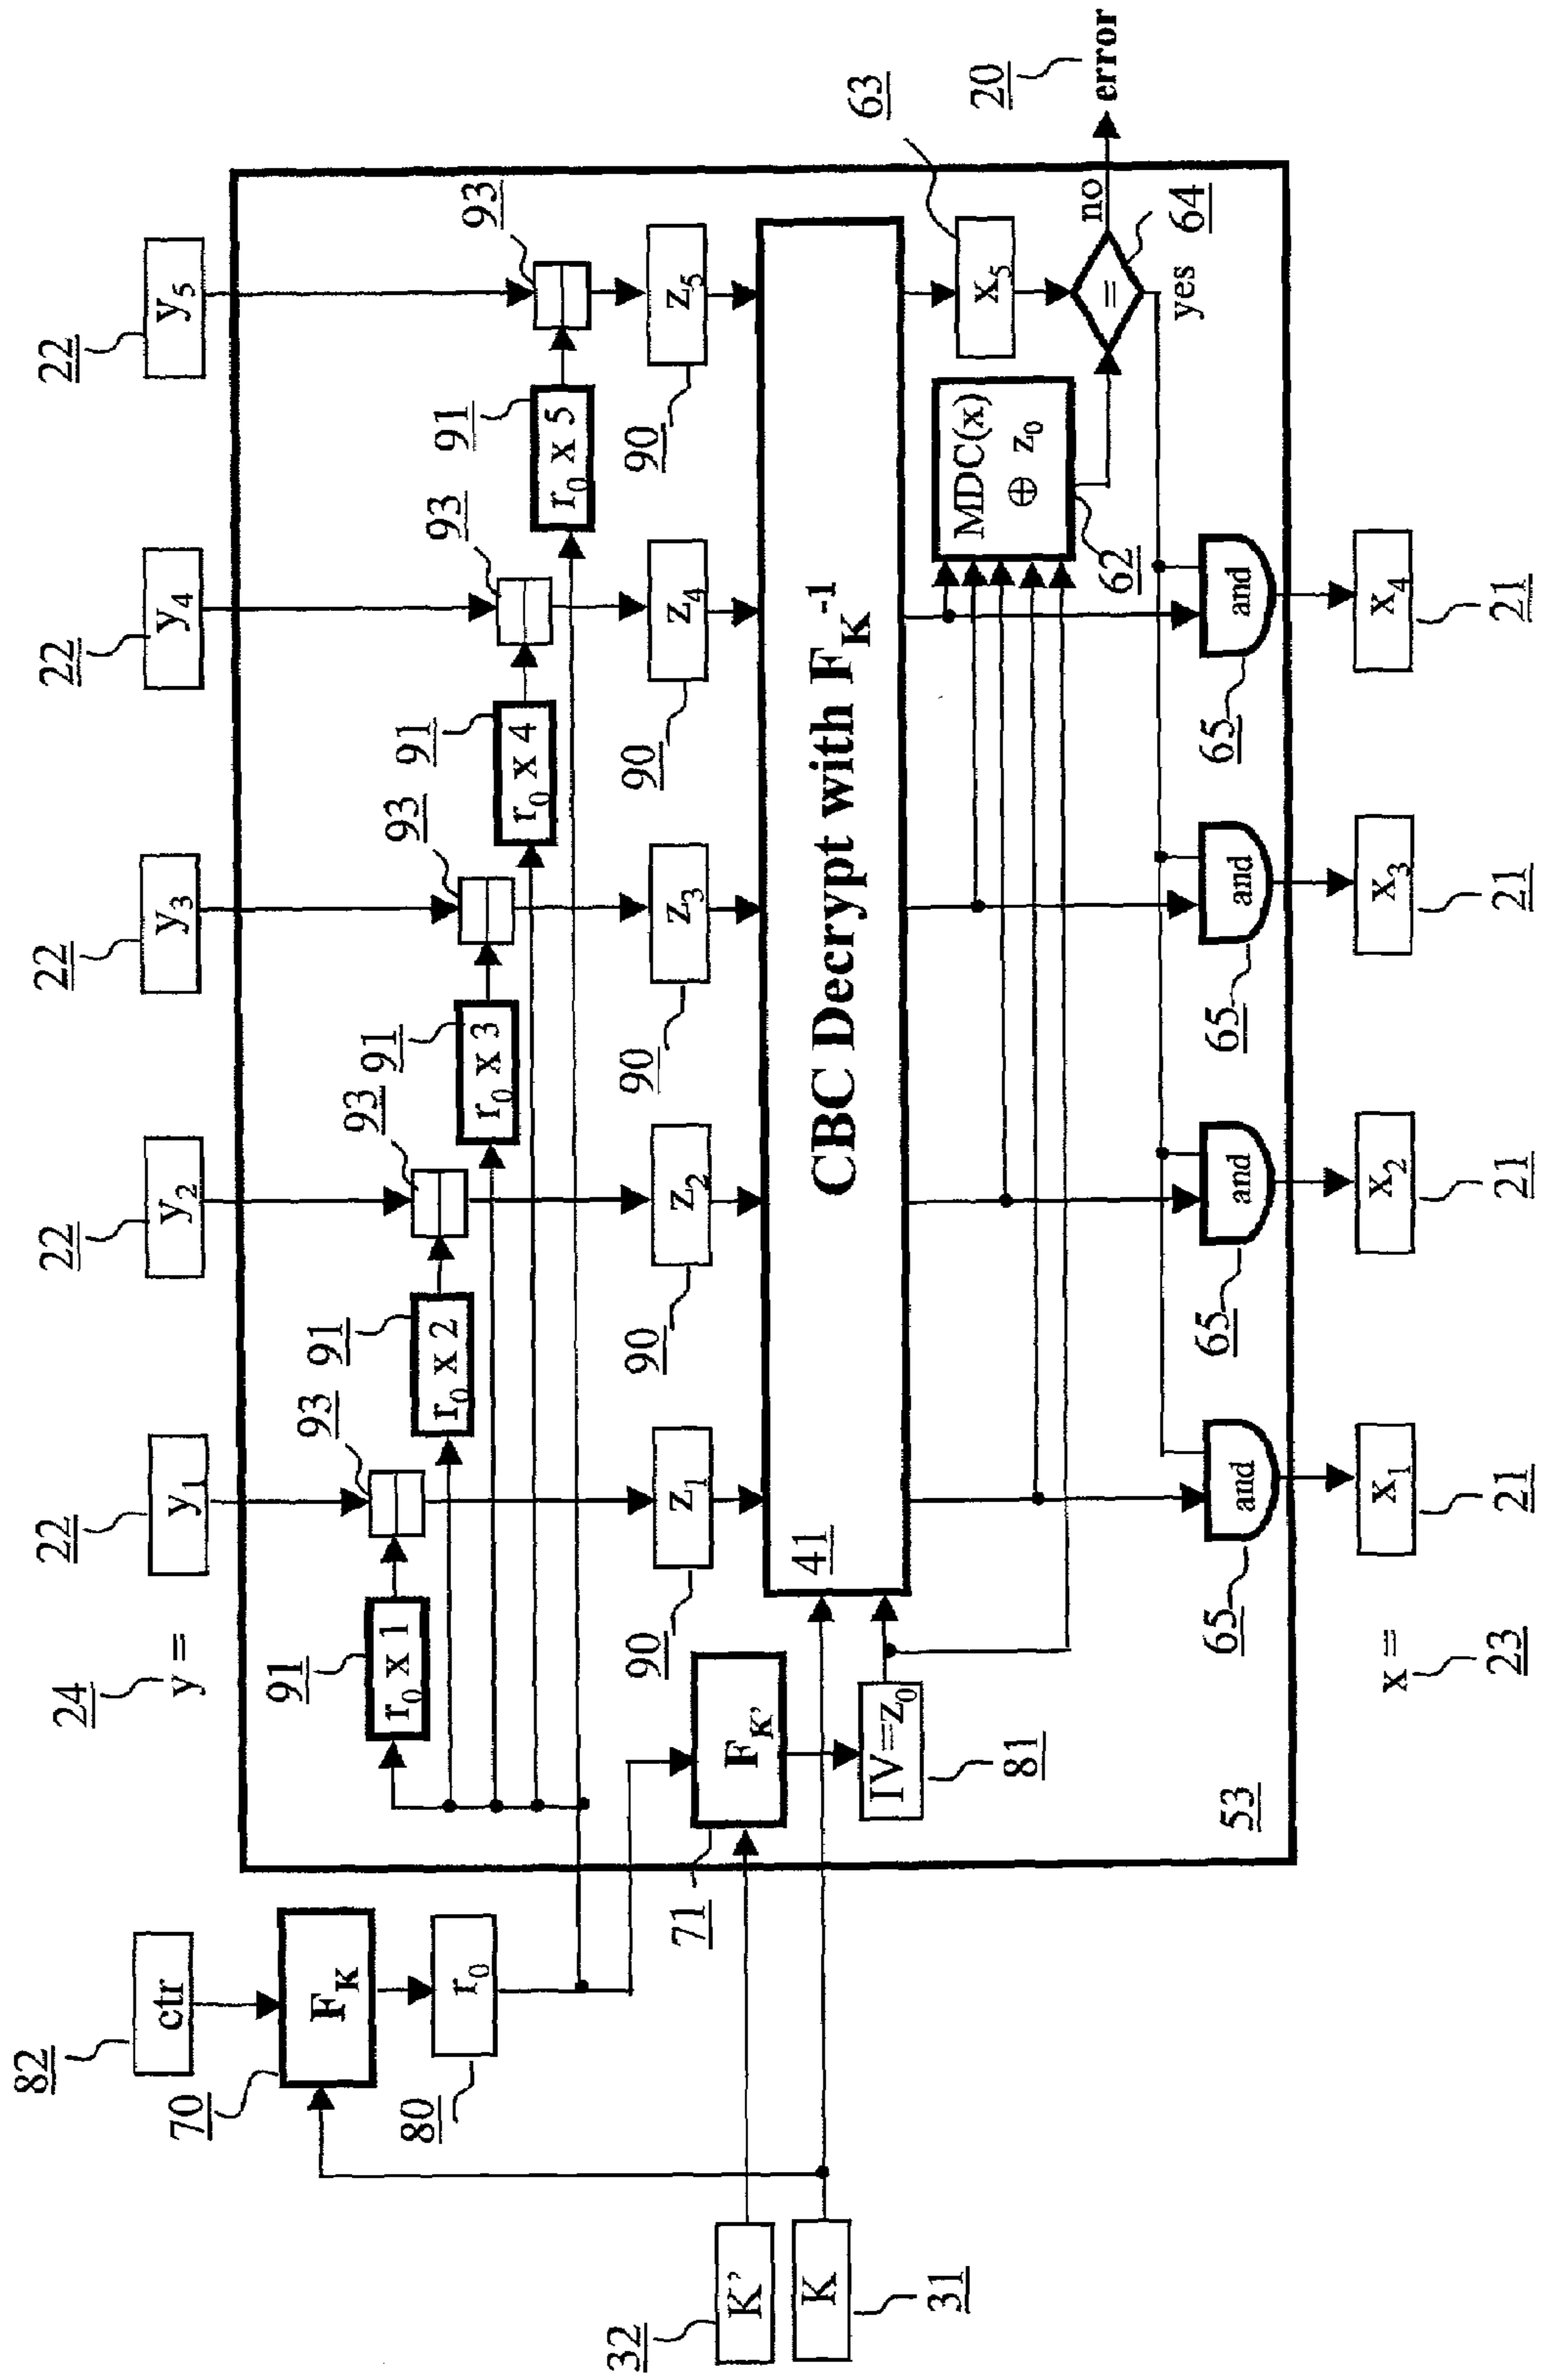 24 y =
22 22 22 22 22
y1 y2 y3 y4 y5
82
ctr
70
FK
80
r0
91 r0 x 1
93
91 r0 x 2
93
91 r0 x 3
93
91 r0 x 4
93
91 r0 x 5
93
z1 z2 z3 z4 z5
90 90 90 90 90
32 K'
31 K
71
FK'
IV=z0
81
41
CBC Decrypt with FK-1
MDC(x)
⊕ z0
62
x5
63
=
64
no
yes
20
error
and and and and
65 65 65 65
53
x =
23
x1 x2 x3 x4
21 21 21 21